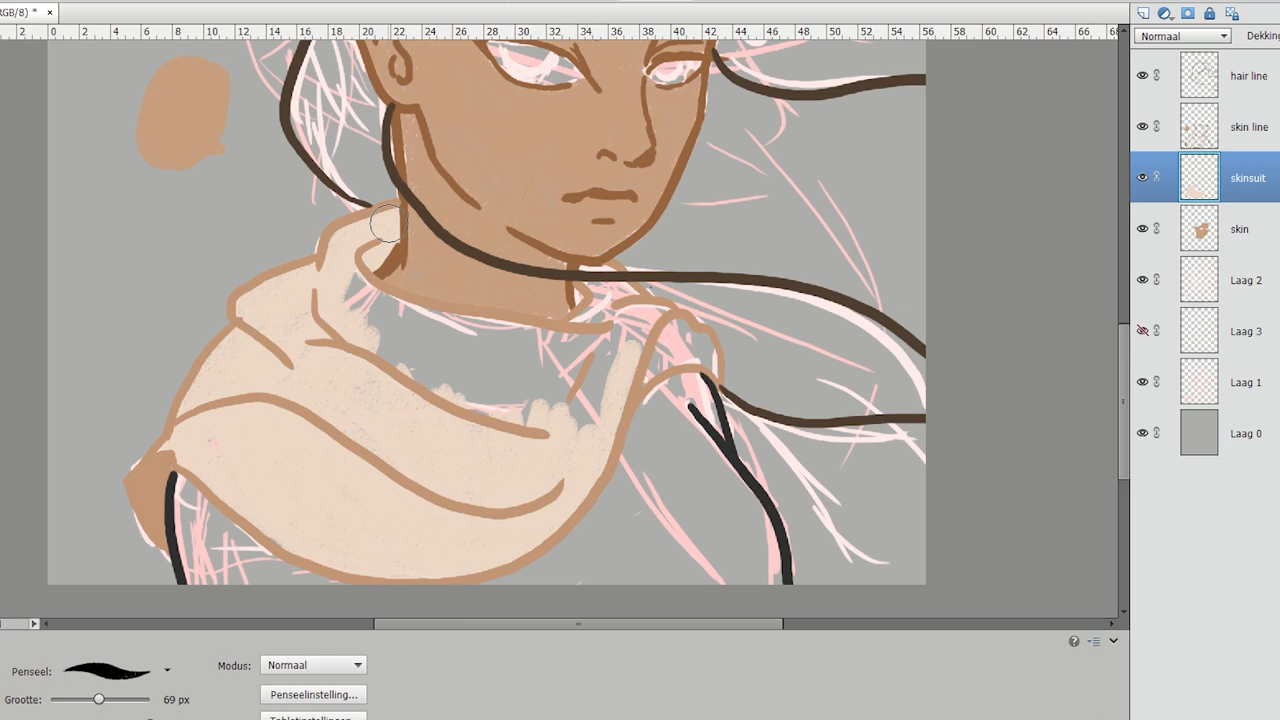 RGB/8) * ×
2 0 2 4 6 8 10 12 14 16 18 20 22 24 26 28 30 32 34 36 38 40 42 44 46 48 50 52 54 56 58 60 62 64 66 68
Normaal Dekking
hair line
skin line
skinsuit
skin
Laag 2
Laag 3
Laag 1
Laag 0
Penseel: Modus: Normaal
Grootte: 69 px Penseelinstelling...
Tabletinstellingen